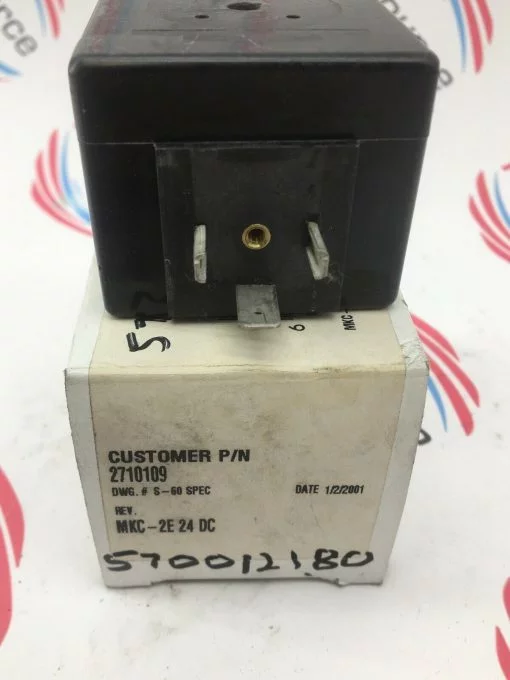 CUSTOMER P/N
2710109
DWG. # S-60 SPEC
DATE 1/2/2001
REV.
MKC-2E 24 DC
570012180